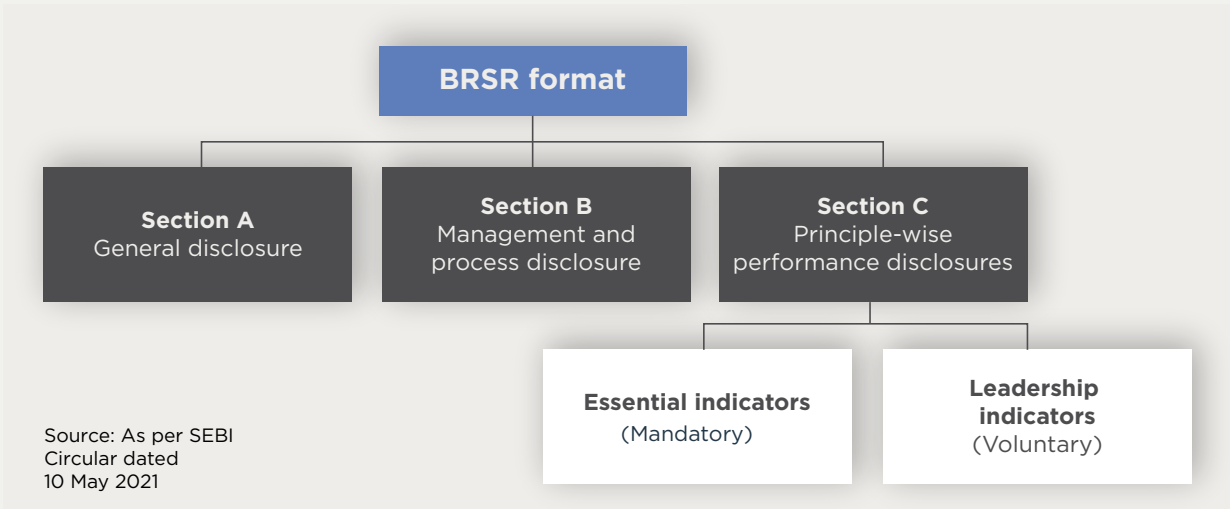 BRSR format
Section A
General disclosure
Section B
Management and
process disclosure
Section C
Principle-wise
performance disclosures
Essential indicators
(Mandatory)
Leadership
indicators
(Voluntary)
Source: As per SEBI
Circular dated
10 May 2021